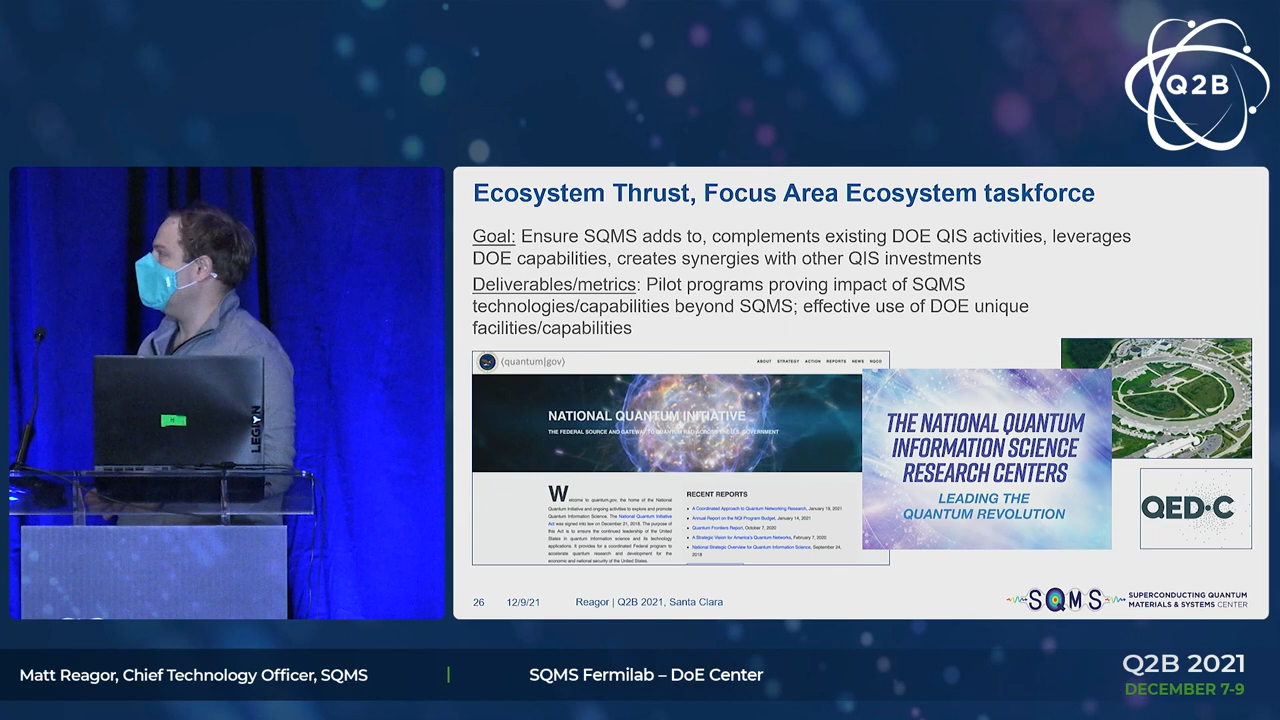 Q2B
Ecosystem Thrust, Focus Area Ecosystem taskforce
Goal: Ensure SQMS adds to, complements existing DOE QIS activities, leverages
DOE capabilities, creates synergies with other QIS investments
Deliverables/metrics: Pilot programs proving impact of SQMS
technologies/capabilities beyond SQMS; effective use of DOE unique
facilities/capabilities
(quantum|gov)
ABOUT STRATEGY ACTION REPORTS NEWS NQCO
NATIONAL QUANTUM INITIATIVE
THE FEDERAL SOURCE AND GATEWAY TO QUANTUM R&D ACROSS THE U.S. GOVERNMENT
Welcome to quantum.gov, the home of the National
Quantum Initiative and ongoing activities to explore and promote
Quantum Information Science. The National Quantum Initiative
Act was signed into law on December 21, 2018. The purpose of
this Act is to ensure the continued leadership of the United
States in quantum information science and its technology
applications. It provides for a coordinated Federal program to
accelerate quantum research and development for the
economic and national security of the United States.
RECENT REPORTS
A Coordinated Approach to Quantum Networking Research, January 19, 2021
Annual Report on the NQI Program Budget, January 14, 2021
Quantum Frontiers Report, October 7, 2020
A Strategic Vision for America's Quantum Networks, February 7, 2020
National Strategic Overview for Quantum Information Science, September 24,
2018
THE NATIONAL QUANTUM
INFORMATION SCIENCE
RESEARCH CENTERS
LEADING THE
QUANTUM REVOLUTION
QED·C
LEGION
26 12/9/21 Reagor | Q2B 2021, Santa Clara
SQMS SUPERCONDUCTING QUANTUM
MATERIALS & SYSTEMS CENTER
Matt Reagor, Chief Technology Officer, SQMS | SQMS Fermilab – DoE Center
Q2B 2021
DECEMBER 7-9